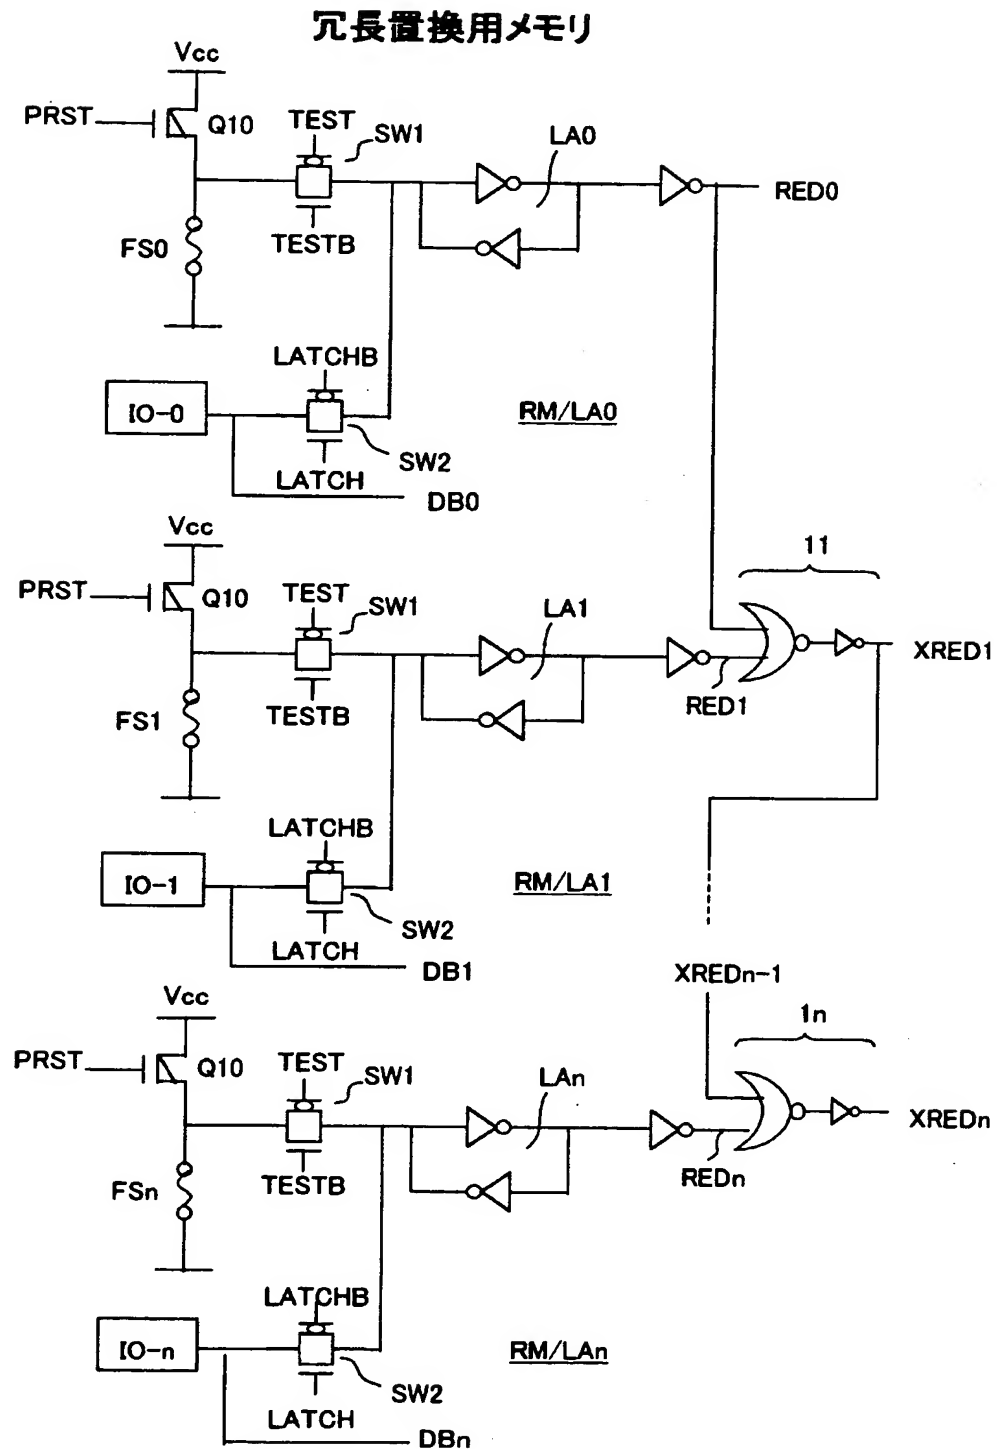 冗長置換用メモリ
Vcc
PRST
Q10
TEST
SW1
LA0
RED0
FS0
TESTB
LATCHB
IO-0
RM/LA0
SW2
LATCH
DB0
Vcc
11
PRST
Q10
TEST
SW1
LA1
XRED1
FS1
TESTB
RED1
LATCHB
IO-1
RM/LA1
SW2
LATCH
DB1
XREDn-1
Vcc
1n
PRST
Q10
TEST
SW1
LAn
XREDn
FSn
TESTB
REDn
LATCHB
IO-n
RM/LAn
SW2
LATCH
DBn